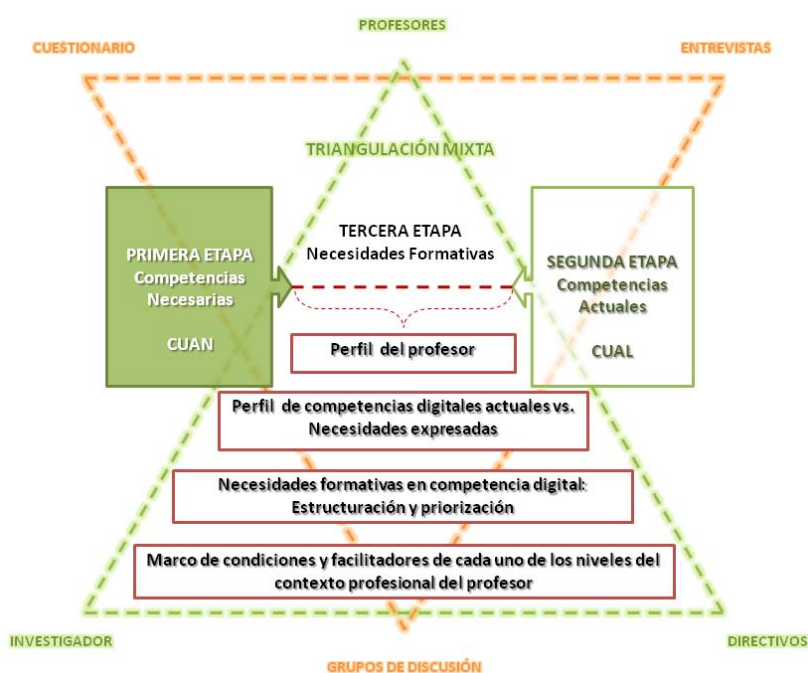 PROFESORES
CUESTIONARIO
ENTREVISTAS
TRIANGULACIÓN MIXTA
PRIMERA ETAPA
Competencias
Necesarias
CUAN
TERCERA ETAPA
Necesidades Formativas
SEGUNDA ETAPA
Competencias
Actuales
CUAL
Perfil del profesor
Perfil de competencias digitales actuales vs.
Necesidades expresadas
Necesidades formativas en competencia digital:
Estructuración y priorización
Marco de condiciones y facilitadores de cada uno de los niveles del
contexto profesional del profesor
INVESTIGADOR
DIRECTIVOS
GRUPOS DE DISCUSIÓN